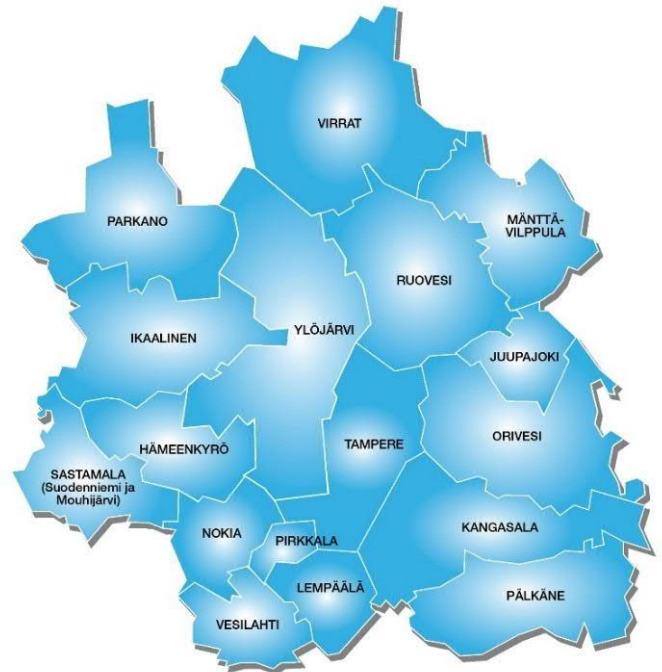 VIRRAT
PARKANO
MÄNTTÄ-
VILPPULA
RUOVESI
IKAALINEN
YLÖJÄRVI
JUUPAJOKI
HÄMEENKYRÖ
TAMPERE
ORIVESI
SASTAMALA
(Suodenniemi ja
Mouhijärvi)
NOKIA
PIRKKALA
KANGASALA
LEMPÄÄLÄ
PÄLKÄNE
VESILAHTI